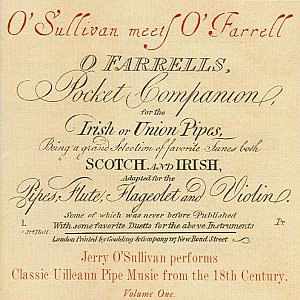 O'Sullivan meets O'Farrell
O FARRELLS,
Pocket Companion,
for the
Irish or Union Pipes,
Being a grand Selection of favorite Tunes both
SCOTCH AND IRISH,
Adapted for the
Pipes, Flute, Flageolet and Violin.
Some of which was never before Published
With some favorite Duetts for the above Instruments
London Printed by Goulding & Company, New Bond Street
Jerry O'Sullivan performs
Classic Uilleann Pipe Music from the 18th Century.
Volume One.